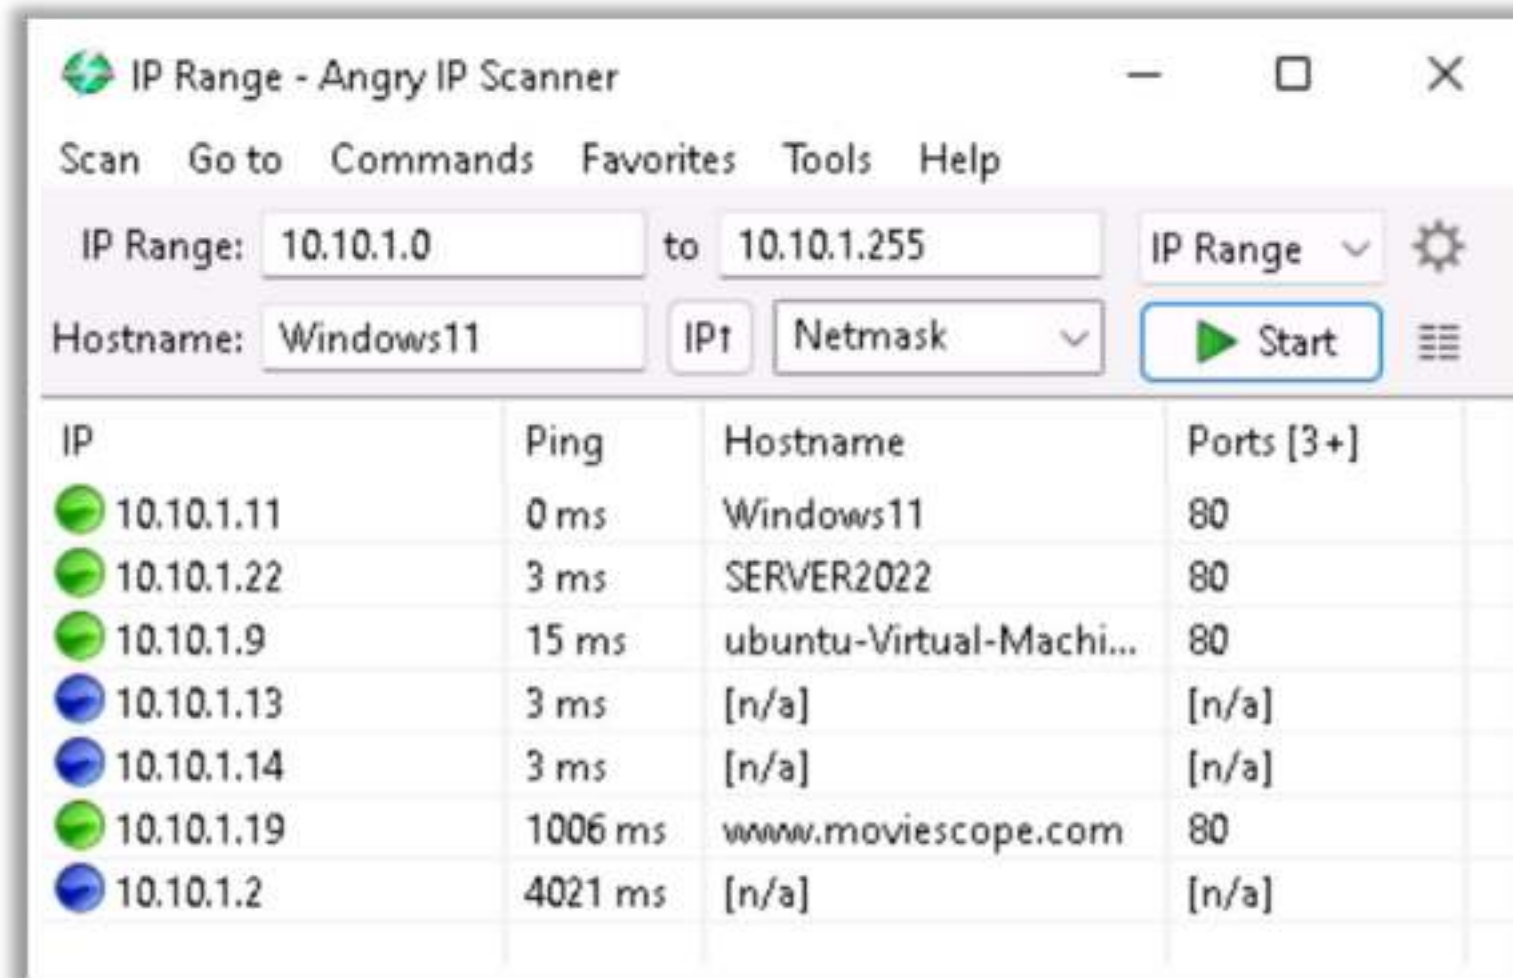 IP Range - Angry IP Scanner
Scan Go to Commands Favorites Tools Help
IP Range: 10.10.1.0 to 10.10.1.255 IP Range
Hostname: Windows11 IP↑ Netmask Start
IP Ping Hostname Ports [3+]
10.10.1.11 0 ms Windows11 80
10.10.1.22 3 ms SERVER2022 80
10.10.1.9 15 ms ubuntu-Virtual-Machi... 80
10.10.1.13 3 ms [n/a] [n/a]
10.10.1.14 3 ms [n/a] [n/a]
10.10.1.19 1006 ms www.moviescope.com 80
10.10.1.2 4021 ms [n/a] [n/a]